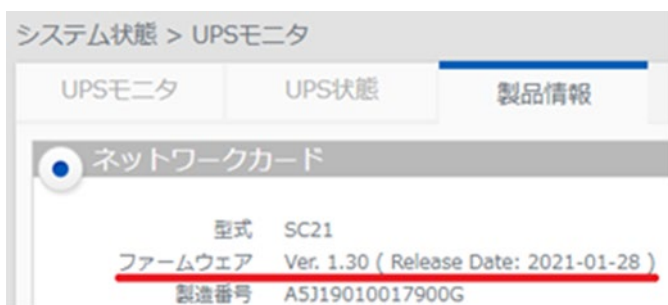 システム状態 > UPSモニタ
UPSモニタ UPS状態 製品情報
ネットワークカード
型式 SC21
ファームウェア Ver. 1.30 ( Release Date: 2021-01-28 )
製造番号 A5J19010017900G